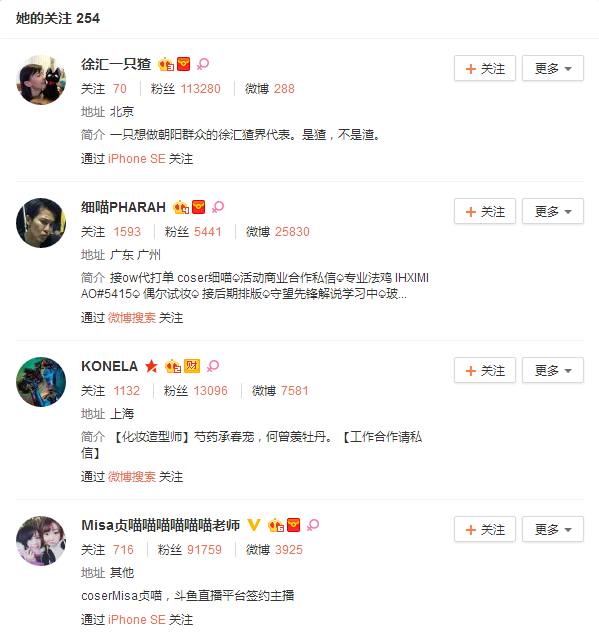 她的关注 254
徐汇一只猹
+ 关注
更多
关注 70 粉丝 113280 微博 288
地址 北京
简介 一只想做朝阳群众的徐汇猹界代表。是猹，不是渣。
通过 iPhone SE 关注
细喵PHARAH
+ 关注
更多
关注 1593 粉丝 5441 微博 25830
地址 广东 广州
简介 接ow代打单 coser细喵♤活动商业合作私信♤专业法鸡 IHXIMI
AO#5415♤ 偶尔试妆♤ 接后期排版♤守望先锋解说学习中♤玻...
通过 微博搜索 关注
KONELA
财
+ 关注
更多
关注 1132 粉丝 13096 微博 7581
地址 上海
简介 【化妆造型师】芍药承春宠，何曾羡牡丹。【工作合作请私
信】
通过 微博搜索 关注
Misa贞喵喵喵喵喵喵老师
+ 关注
更多
关注 716 粉丝 91759 微博 3925
地址 其他
coserMisa贞喵，斗鱼直播平台签约主播
通过 iPhone SE 关注